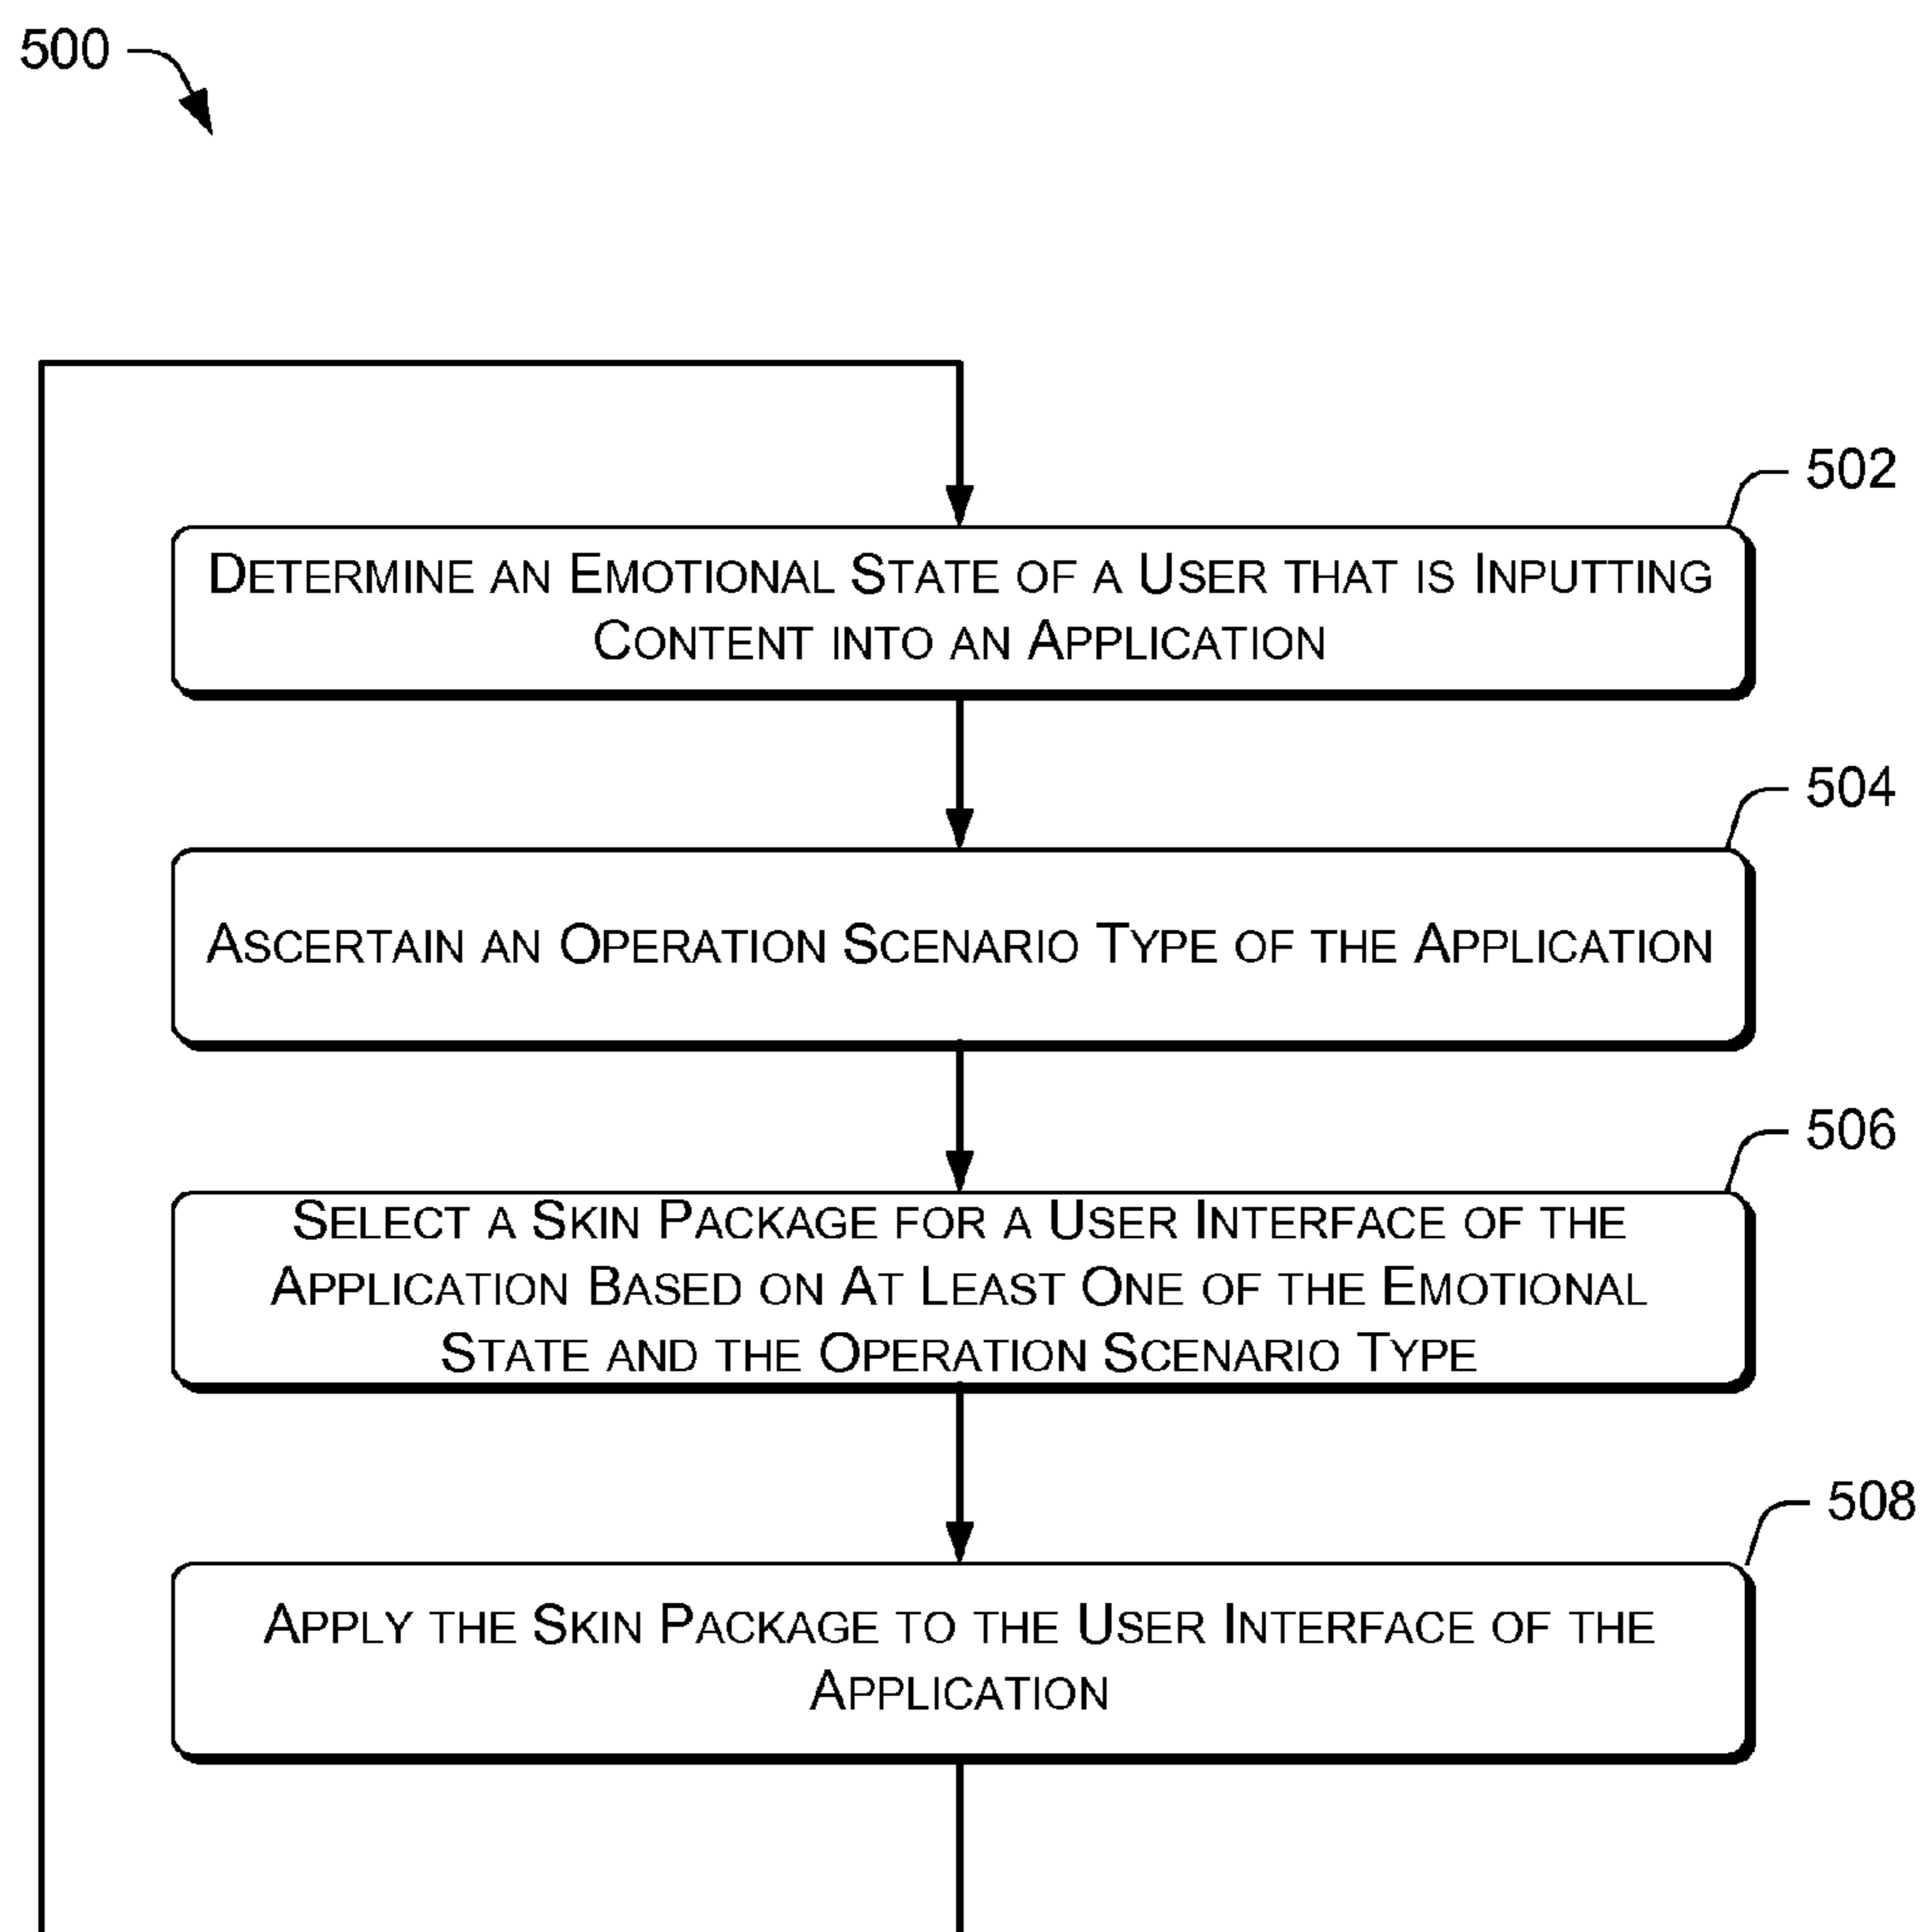 500
502
Determine an Emotional State of a User that is Inputting
Content into an Application
504
Ascertain an Operation Scenario Type of the Application
506
Select a Skin Package for a User Interface of the
Application Based on At Least One of the Emotional
State and the Operation Scenario Type
508
Apply the Skin Package to the User Interface of the
Application